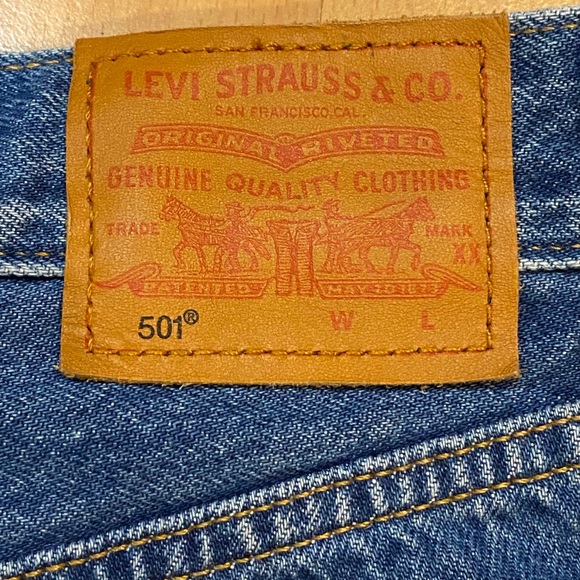 LEVI STRAUSS & CO.
SAN FRANCISCO, CAL.
ORIGINAL RIVETED
GENUINE QUALITY CLOTHING
TRADE MARK
XX
PATENTED MAY 20 1873
501® W L